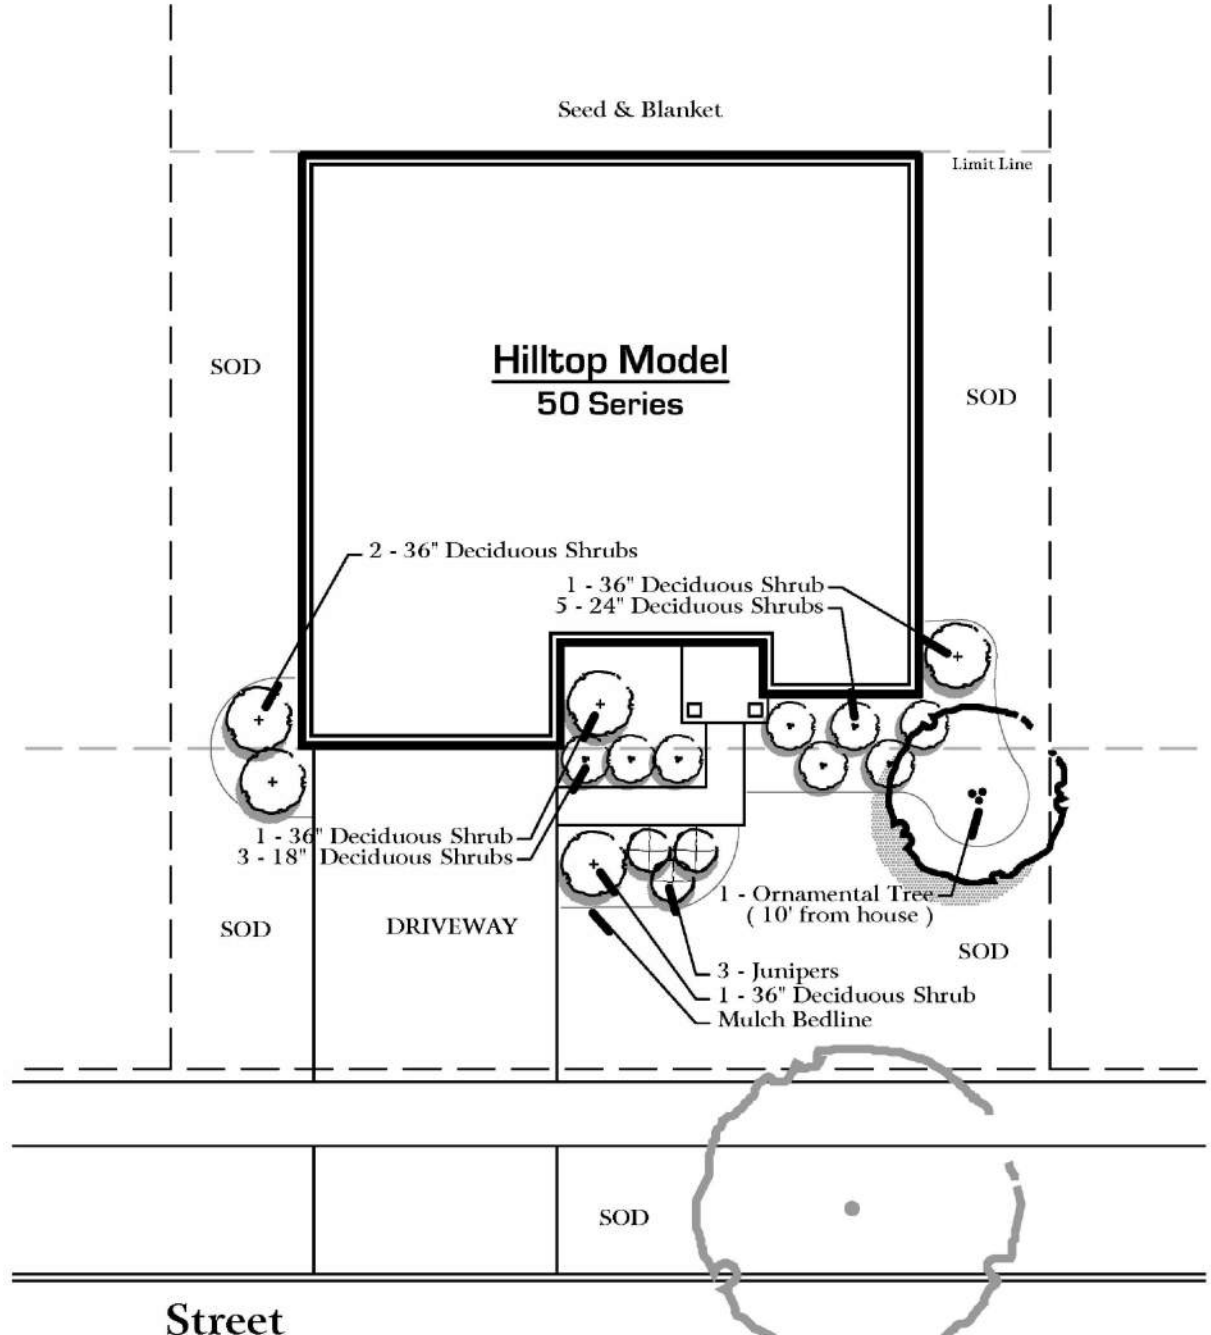 Seed & Blanket
Limit Line
Hilltop Model
50 Series
SOD
SOD
2 - 36" Deciduous Shrubs
1 - 36" Deciduous Shrub
5 - 24" Deciduous Shrubs
1 - 36" Deciduous Shrub
3 - 18" Deciduous Shrubs
1 - Ornamental Tree
( 10' from house )
SOD
DRIVEWAY
SOD
3 - Junipers
1 - 36" Deciduous Shrub
Mulch Bedline
SOD
Street